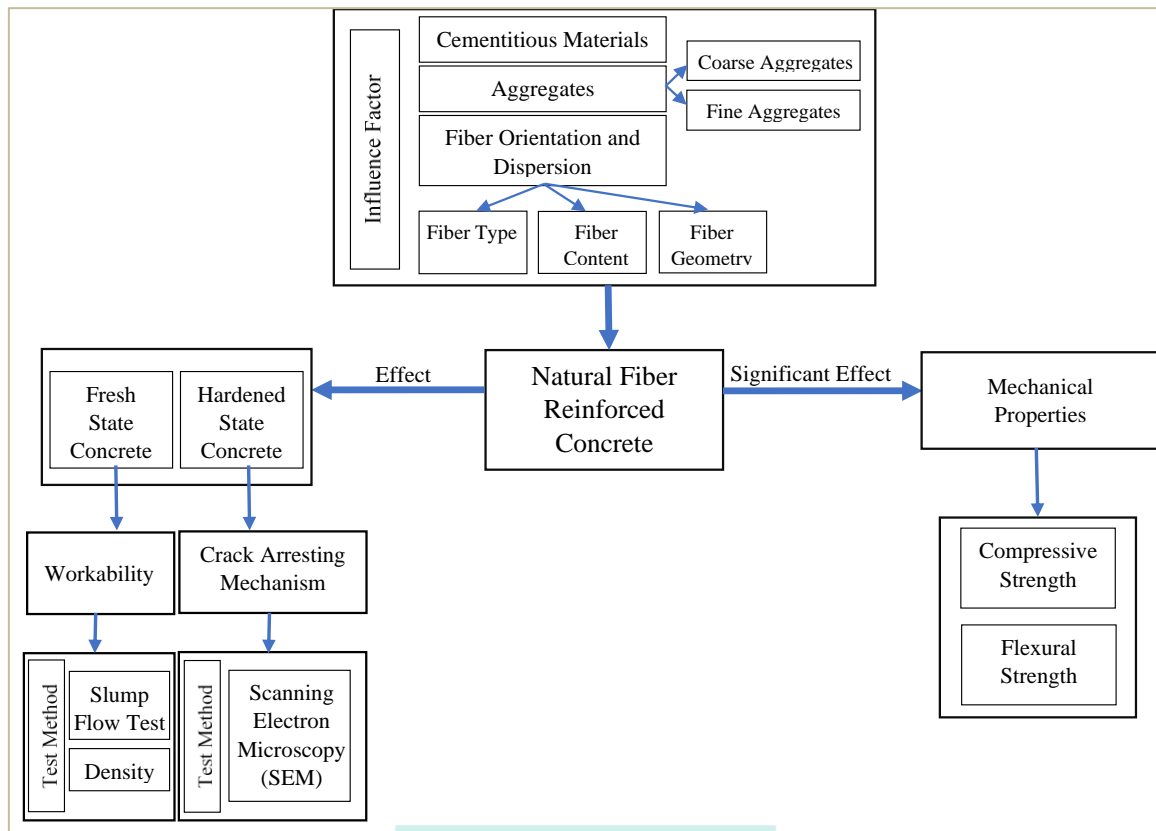 Influence Factor
Cementitious Materials
Aggregates
Coarse Aggregates
Fine Aggregates
Fiber Orientation and
Dispersion
Fiber Type
Fiber
Content
Fiber
Geometry
Natural Fiber
Reinforced
Concrete
Effect
Significant Effect
Fresh
State
Concrete
Hardened
State
Concrete
Mechanical
Properties
Workability
Crack Arresting
Mechanism
Compressive
Strength
Flexural
Strength
Test Method
Slump
Flow Test
Density
Test Method
Scanning
Electron
Microscopy
(SEM)